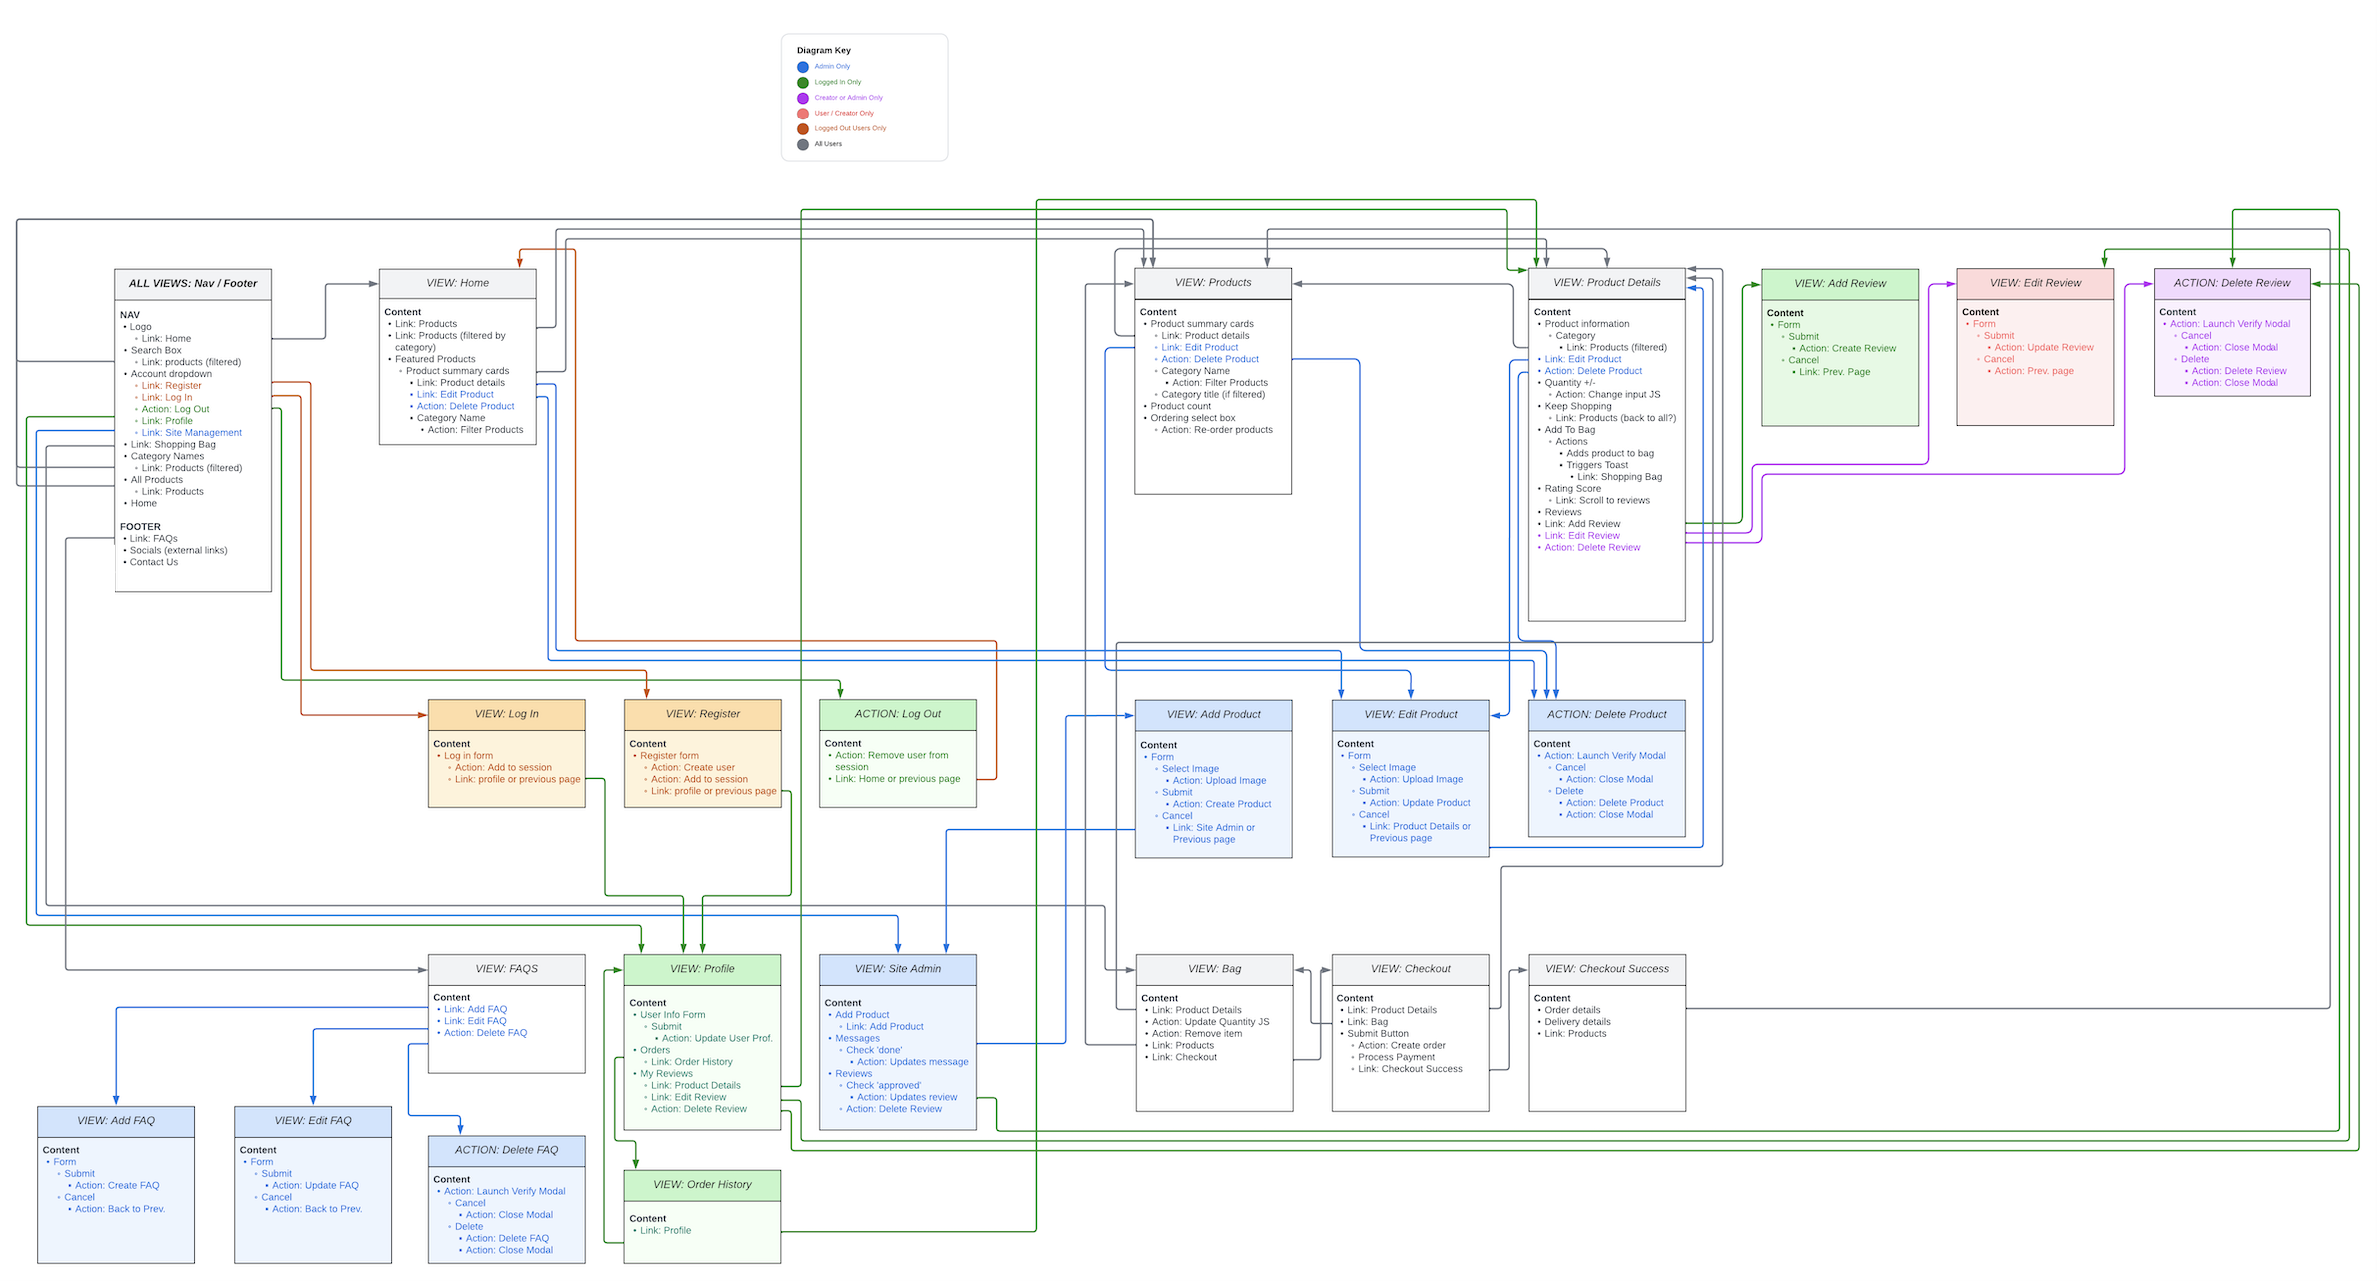 Diagram Key
Admin Only
Logged In Only
Creator or Admin Only
User / Creator Only
Logged Out Users Only
All Users
ALL VIEWS: Nav / Footer
NAV
• Logo
◦ Link: Home
• Search Box
◦ Link: products (filtered)
• Account dropdown
◦ Link: Register
◦ Link: Log In
◦ Action: Log Out
◦ Link: Profile
◦ Link: Site Management
• Link: Shopping Bag
• Category Names
◦ Link: Products (filtered)
• All Products
◦ Link: Products
• Home
FOOTER
• Link: FAQs
• Socials (external links)
• Contact Us
VIEW: Home
Content
• Link: Products
• Link: Products (filtered by
category)
• Featured Products
◦ Product summary cards
▪ Link: Product details
▪ Link: Edit Product
▪ Action: Delete Product
▪ Category Name
▪ Action: Filter Products
VIEW: Products
Content
• Product summary cards
◦ Link: Product details
◦ Link: Edit Product
◦ Action: Delete Product
◦ Category Name
▪ Action: Filter Products
◦ Category title (if filtered)
• Product count
• Ordering select box
◦ Action: Re-order products
VIEW: Product Details
Content
• Product information
◦ Category
▪ Link: Products (filtered)
• Link: Edit Product
• Action: Delete Product
• Quantity +/-
◦ Action: Change input JS
• Keep Shopping
◦ Link: Products (back to all?)
• Add To Bag
◦ Actions
▪ Adds product to bag
▪ Triggers Toast
▪ Link: Shopping Bag
• Rating Score
◦ Link: Scroll to reviews
• Reviews
• Link: Add Review
• Link: Edit Review
• Action: Delete Review
VIEW: Add Review
Content
• Form
◦ Submit
▪ Action: Create Review
◦ Cancel
▪ Link: Prev. Page
VIEW: Edit Review
Content
• Form
◦ Submit
▪ Action: Update Review
◦ Cancel
▪ Action: Prev. page
ACTION: Delete Review
Content
• Action: Launch Verify Modal
◦ Cancel
▪ Action: Close Modal
◦ Delete
▪ Action: Delete Review
▪ Action: Close Modal
VIEW: Log In
Content
• Log in form
◦ Action: Add to session
◦ Link: profile or previous page
VIEW: Register
Content
• Register form
◦ Action: Create user
◦ Action: Add to session
◦ Link: profile or previous page
ACTION: Log Out
Content
• Action: Remove user from
session
• Link: Home or previous page
VIEW: Add Product
Content
• Form
◦ Select Image
▪ Action: Upload Image
◦ Submit
▪ Action: Create Product
◦ Cancel
▪ Link: Site Admin or
Previous page
VIEW: Edit Product
Content
• Form
◦ Select Image
▪ Action: Upload Image
◦ Submit
▪ Action: Update Product
◦ Cancel
▪ Link: Product Details or
Previous page
ACTION: Delete Product
Content
• Action: Launch Verify Modal
◦ Cancel
▪ Action: Close Modal
◦ Delete
▪ Action: Delete Product
▪ Action: Close Modal
VIEW: FAQS
Content
• Link: Add FAQ
• Link: Edit FAQ
• Action: Delete FAQ
VIEW: Profile
Content
• User Info Form
◦ Submit
▪ Action: Update User Prof.
• Orders
◦ Link: Order History
• My Reviews
◦ Link: Product Details
◦ Link: Edit Review
◦ Action: Delete Review
VIEW: Site Admin
Content
• Add Product
◦ Link: Add Product
• Messages
◦ Check 'done'
▪ Action: Updates message
• Reviews
◦ Check 'approved'
▪ Action: Updates review
◦ Action: Delete Review
VIEW: Bag
Content
• Link: Product Details
• Action: Update Quantity JS
• Action: Remove item
• Link: Products
• Link: Checkout
VIEW: Checkout
Content
• Link: Product Details
• Link: Bag
• Submit Button
◦ Action: Create order
◦ Process Payment
◦ Link: Checkout Success
VIEW: Checkout Success
Content
• Order details
• Delivery details
• Link: Products
VIEW: Add FAQ
Content
• Form
◦ Submit
▪ Action: Create FAQ
◦ Cancel
▪ Action: Back to Prev.
VIEW: Edit FAQ
Content
• Form
◦ Submit
▪ Action: Update FAQ
◦ Cancel
▪ Action: Back to Prev.
ACTION: Delete FAQ
Content
• Action: Launch Verify Modal
◦ Cancel
▪ Action: Close Modal
◦ Delete
▪ Action: Delete FAQ
▪ Action: Close Modal
VIEW: Order History
Content
• Link: Profile